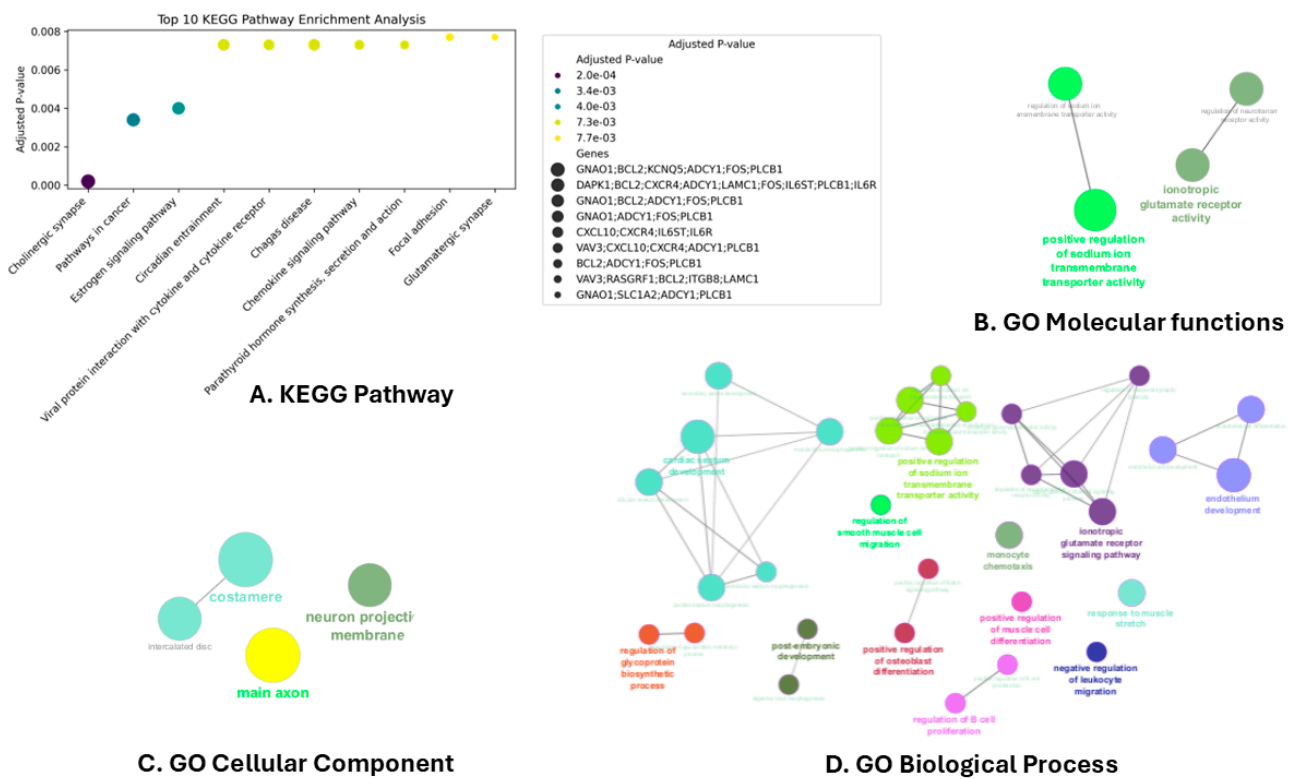 Top 10 KEGG Pathway Enrichment Analysis
Adjusted P-value
0.008
0.006
0.004
0.002
0.000
Cholinergic synapse
Pathways in cancer
Estrogen signaling pathway
Circadian entrainment
Viral protein interaction with cytokine and cytokine receptor
Chagas disease
Chemokine signaling pathway
Parathyroid hormone synthesis, secretion and action
Focal adhesion
Glutamatergic synapse
A. KEGG Pathway
Adjusted P-value
Adjusted P-value
2.0e-04
3.4e-03
4.0e-03
7.3e-03
7.7e-03
Genes
GNAO1;BCL2;KCNQ5;ADCY1;FOS;PLCB1
DAPK1;BCL2;CXCR4;ADCY1;LAMC1;FOS;IL6ST;PLCB1;IL6R
GNAO1;BCL2;ADCY1;FOS;PLCB1
GNAO1;ADCY1;FOS;PLCB1
CXCL10;CXCR4;IL6ST;IL6R
VAV3;CXCL10;CXCR4;ADCY1;PLCB1
BCL2;ADCY1;FOS;PLCB1
VAV3;RASGRF1;BCL2;ITGB8;LAMC1
GNAO1;SLC1A2;ADCY1;PLCB1
regulation of sodium ion
transporter activity
positive regulation
of sodium ion
transmembrane
transporter activity
receptor activity
ionotropic
glutamate receptor
activity
B. GO Molecular functions
costamere
intercalated disc
neuron projecti
membrane
main axon
C. GO Cellular Component
cardiac septum
development
positive regulation
of sodium ion
transmembrane
transporter activity
regulation of
smooth muscle cell
migration
ionotropic
glutamate receptor
signaling pathway
endothelium
development
monocyte
chemotaxis
response to muscle
stretch
regulation of
glycoprotein
biosynthetic
process
post-embryonic
development
positive regulation
of osteoblast
differentiation
positive regulation
of muscle cell
differentiation
negative regulation
of leukocyte
migration
regulation of B cell
proliferation
D. GO Biological Process